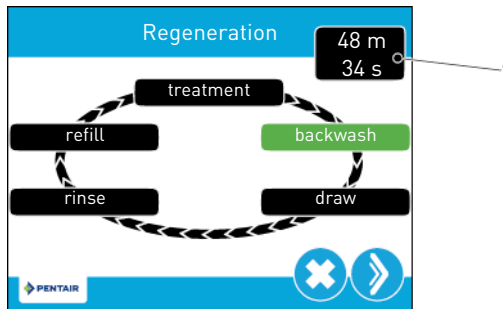 Regeneration
48 m
34 s
treatment
refill
backwash
rinse
draw
PENTAIR